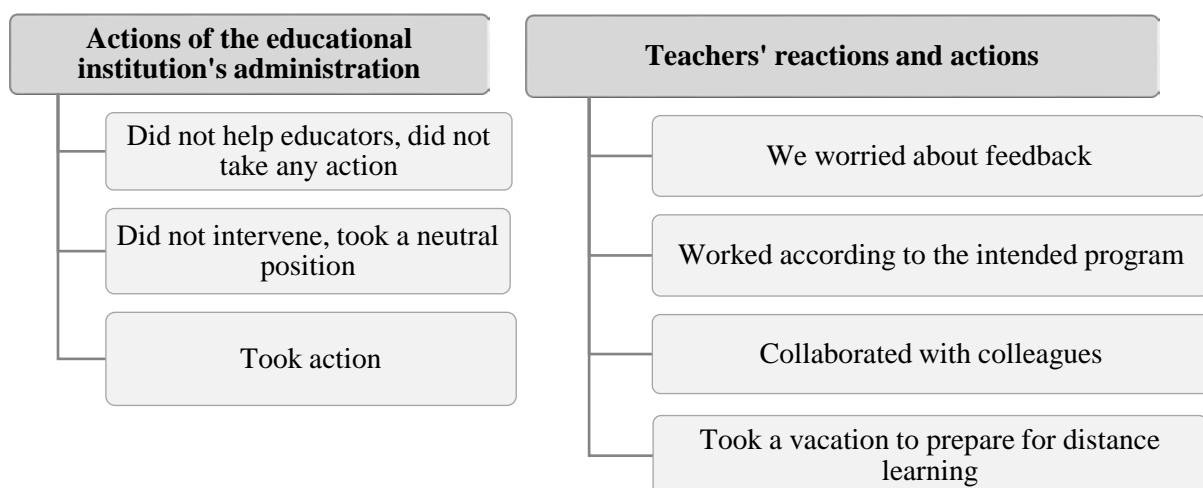 Actions of the educational
institution's administration
Did not help educators, did not
take any action
Did not intervene, took a neutral
position
Took action
Teachers' reactions and actions
We worried about feedback
Worked according to the intended program
Collaborated with colleagues
Took a vacation to prepare for distance
learning